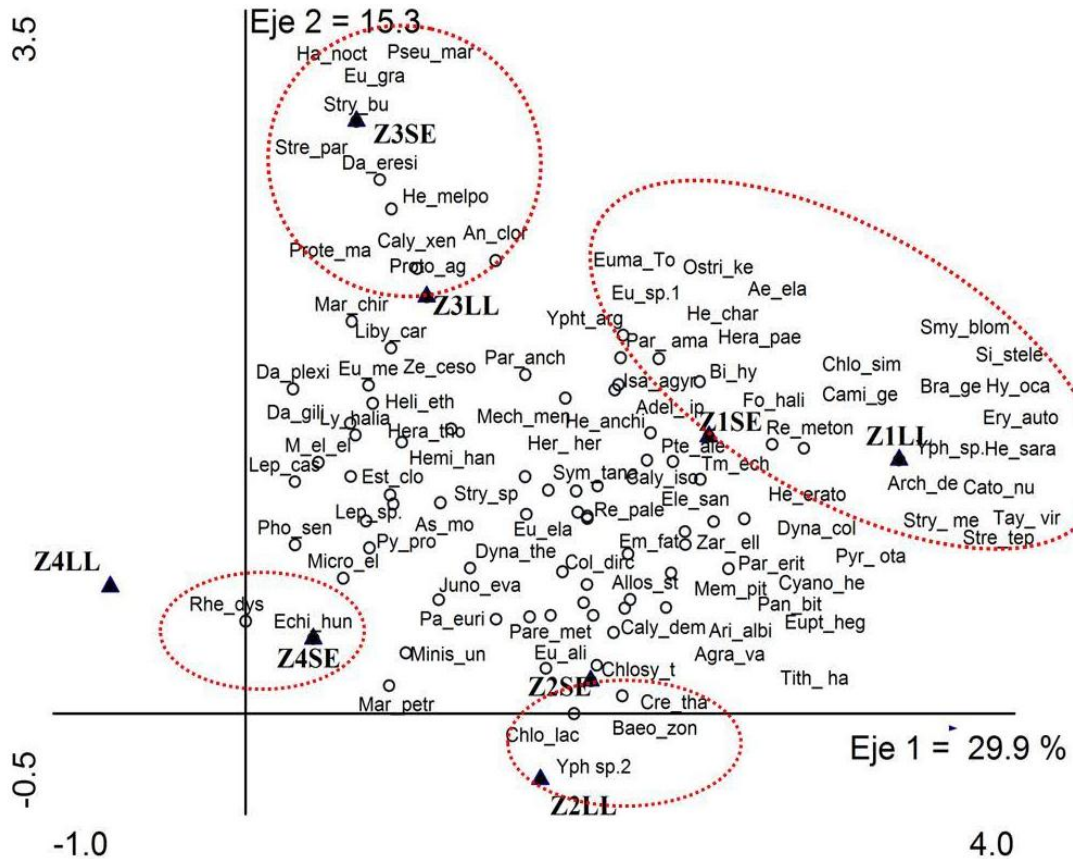 3.5
Eje 2 = 15.3
Ha_noct
Pseu_mar
Eu_gra
Stry_bu
Z3SE
Stre_par
Da_eresi
He_melpo
An_clor
Caly_xen
Prote_ma
Proto_ag
Z3LL
Mar_chir
Liby_car
Euma_To
Ostri_ke
Eu_sp.1
Ae_ela
He_char
Ypht_arg
Hera_pae
Smy_blom
Par_ama
Si_stele
Par_anch
Chlo_sim
Da_plexi
Eu_me
Ze_ceso
Isa_agyr
Bi_hy
Bra_ge
Hy_oca
Cami_ge
Fo_hali
Da_gili
Ly_halia
Heli_eth
Mech_men
He_anchi
Adel_ip
Z1SE
Ery_auto
Hera_tho
Re_meton
Z1LL
M_el_el
Her_her
Pte_ale
Yph_sp.
He_sara
Lep_cas
Hemi_han
Sym_tana
Caly_iso
Tm_ech
Est_clo
Arch_de
Cato_nu
Stry_sp
Ele_san
He_erato
Lep_sp.
Re_pale
Stry_me
Tay_vir
Pho_sen
As_mo
Eu_ela
Dyna_col
Stre_tep
Py_pro
Em_fat
Zar_ell
Micro_el
Dyna_the
Col_dirc
Par_erit
Pyr_ota
Z4LL
Juno_eva
Allos_st
Mem_pit
Cyano_he
Rhe_dys
Pan_bit
Echi_hun
Pa_euri
Pare_met
Caly_dem
Ari_albi
Eupt_heg
Z4SE
Minis_un
Eu_ali
Agra_va
Z2SE
Chlosy_t
Tith_ha
Mar_petr
Cre_tha
Chlo_lac
Baeo_zon
Eje 1 = 29.9 %
Yph sp.2
Z2LL
-0.5
-1.0
4.0